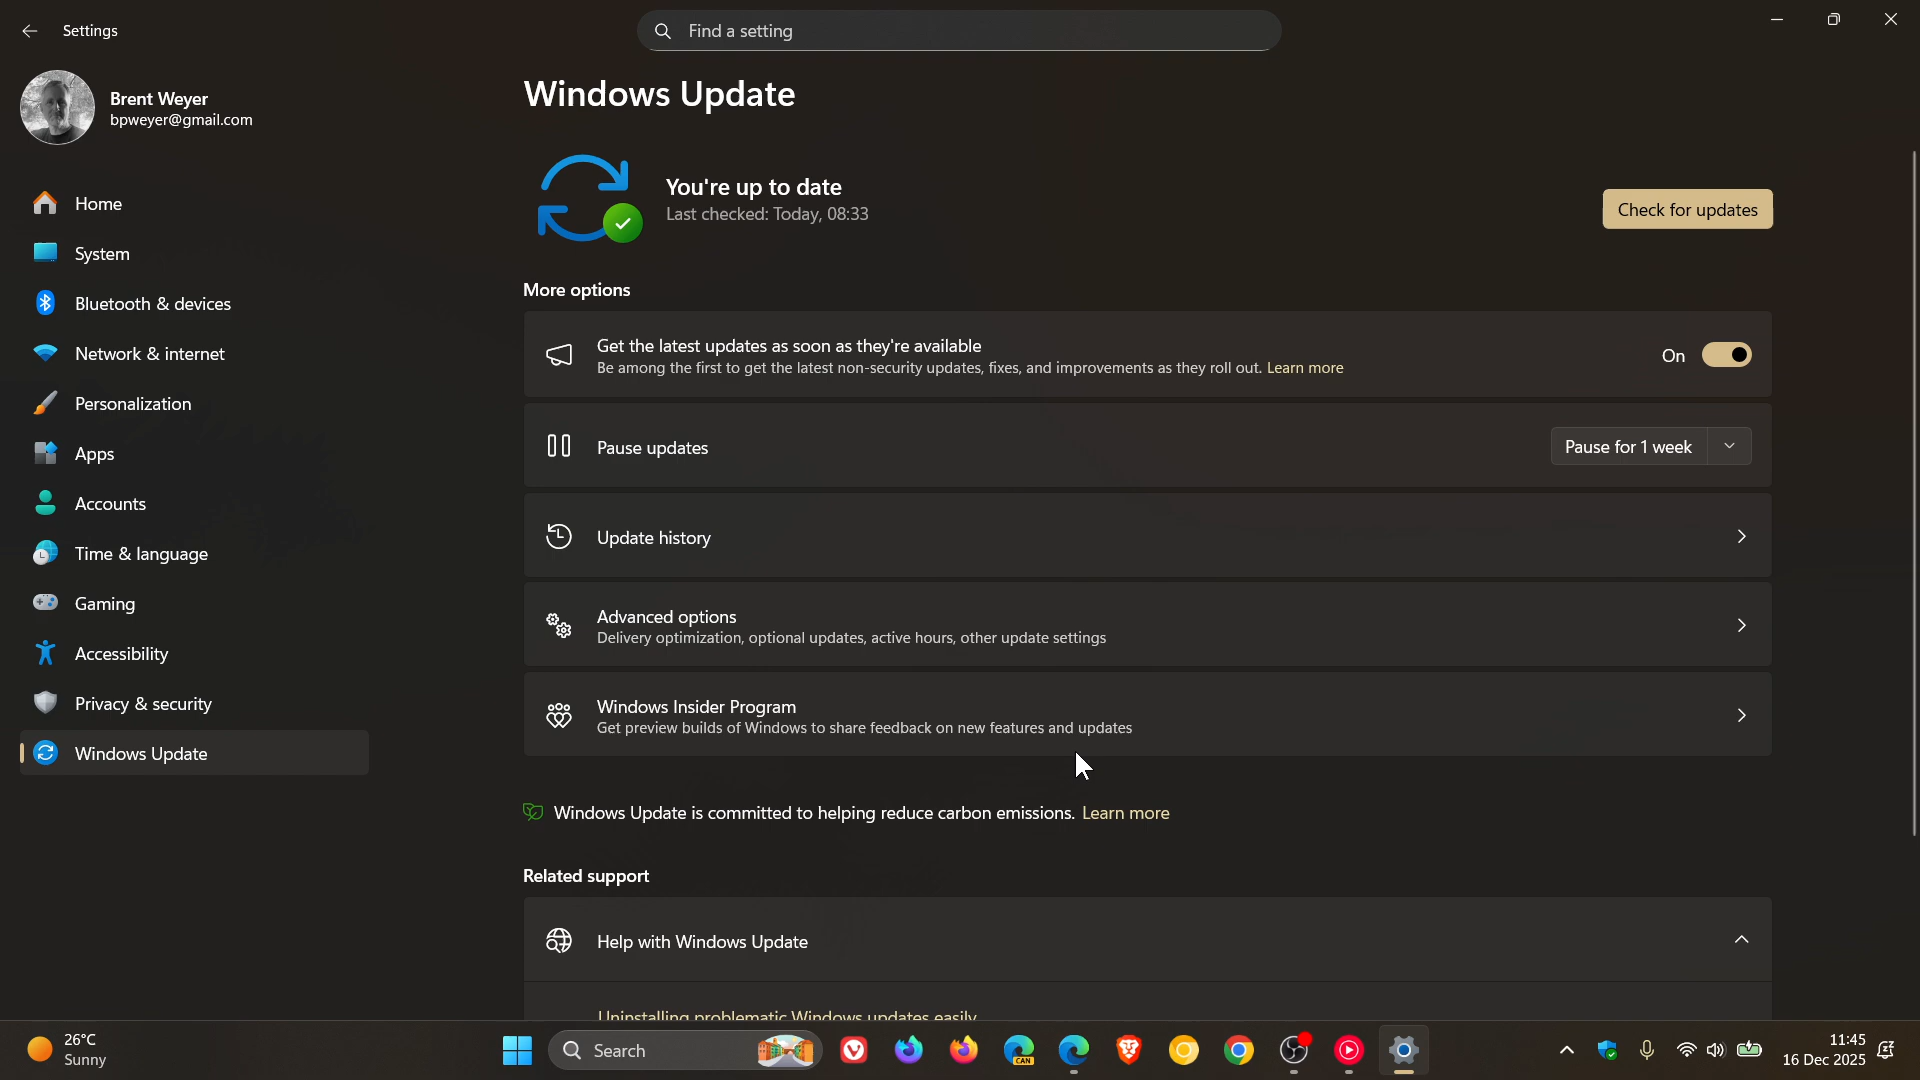 Settings
Find a setting
Brent Weyer
bpweyer@gmail.com
Home
System
Bluetooth & devices
Network & internet
Personalization
Apps
Accounts
Time & language
Gaming
Accessibility
Privacy & security
Windows Update
Windows Update
You're up to date
Last checked: Today, 08:33
Check for updates
More options
Get the latest updates as soon as they're available
Be among the first to get the latest non-security updates, fixes, and improvements as they roll out. Learn more
On
Pause updates
Pause for 1 week
Update history
Advanced options
Delivery optimization, optional updates, active hours, other update settings
Windows Insider Program
Get preview builds of Windows to share feedback on new features and updates
Windows Update is committed to helping reduce carbon emissions. Learn more
Related support
Help with Windows Update
Uninstalling problematic Windows updates easily
26°C
Sunny
Search
CAN
11:45
16 Dec 2025